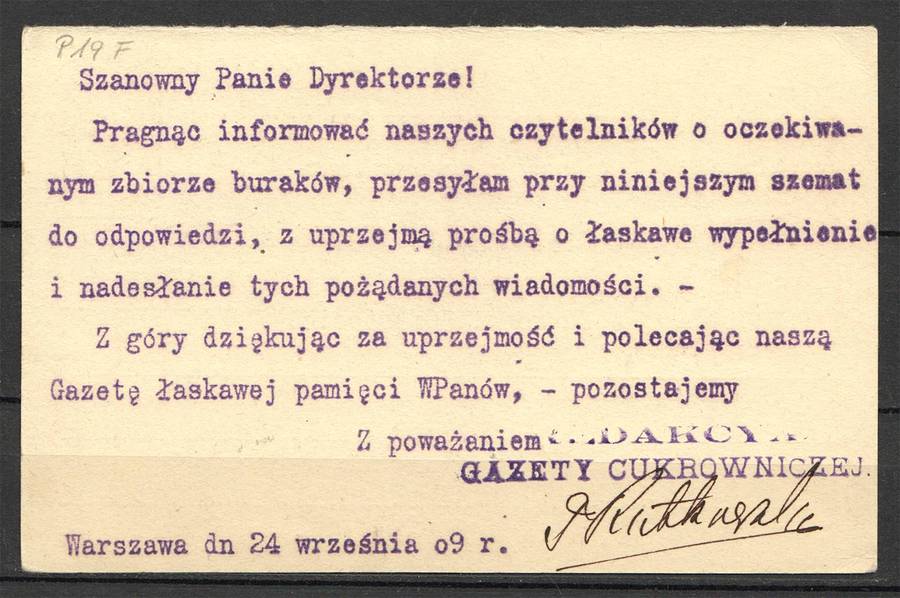 P19F
Szanowny Panie Dyrektorze!
Pragnąc informować naszych czytelników o oczekiwa-
nym zbiorze buraków, przesyłam przy niniejszym szemat
do odpowiedzi, z uprzejmą prośbą o łaskawe wypełnienie
i nadesłanie tych pożądanych wiadomości. -
Z góry dziękując za uprzejmość i polecając naszą
Gazetę łaskawej pamięci WPanów, - pozostajemy
Z poważaniem
GAZETY CUKROWNICZEJ.
Warszawa dn 24 września 09 r.